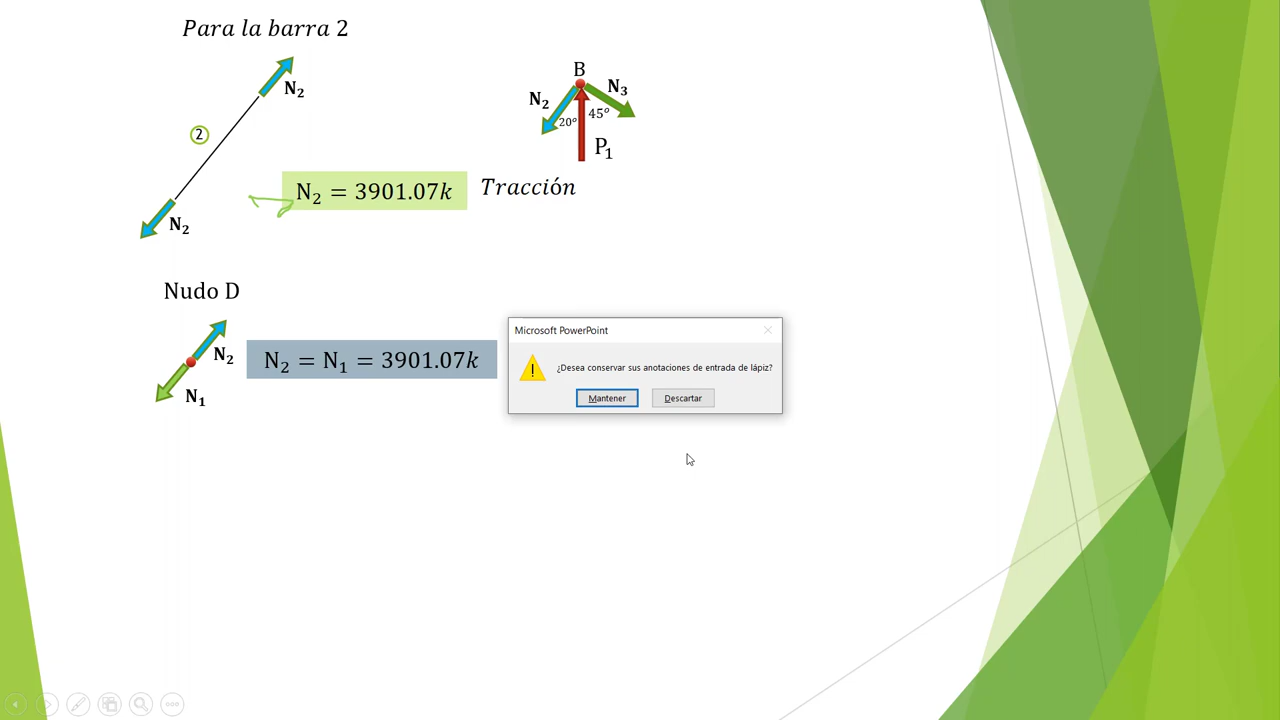 Para la barra 2
N₂
②
N₂
B
N₂
N₃
20°
45°
P₁
N₂ = 3901.07k
Tracción
Nudo D
N₂
N₁
N₂ = N₁ = 3901.07k
Microsoft PowerPoint
¿Desea conservar sus anotaciones de entrada de lápiz?
Mantener
Descartar